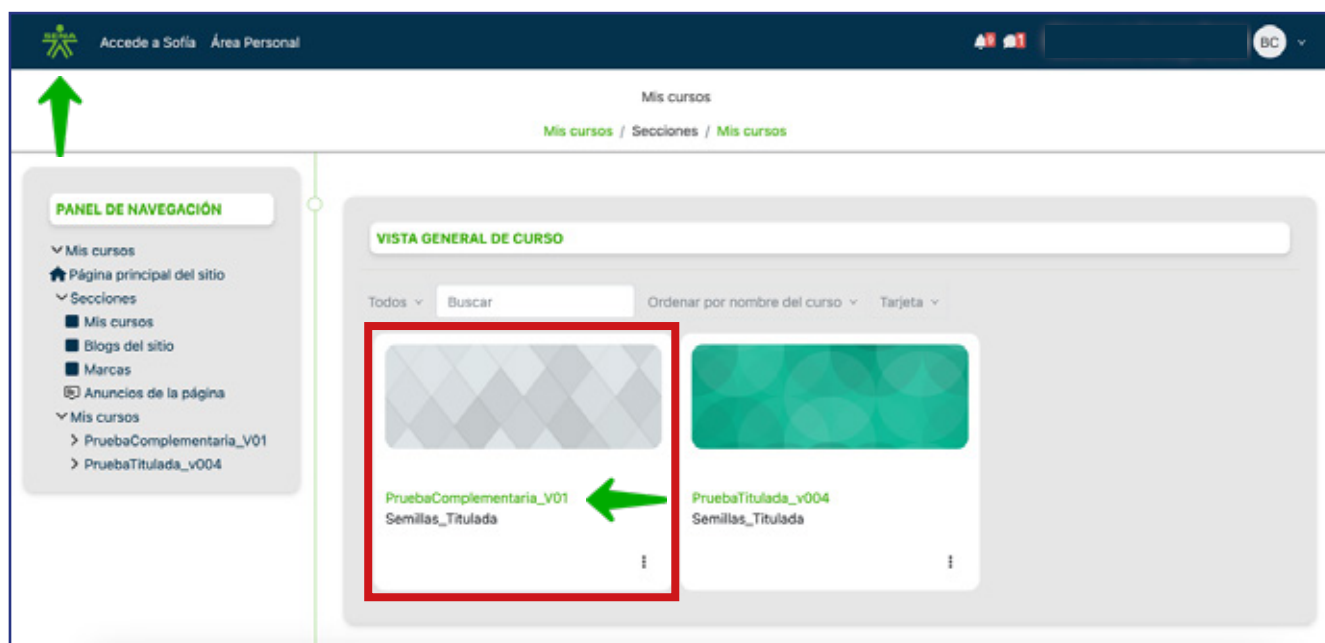 SENA
Accede a Sofía Área Personal
BC
Mis cursos
Mis cursos / Secciones / Mis cursos
PANEL DE NAVEGACIÓN
Mis cursos
Página principal del sitio
Secciones
Mis cursos
Blogs del sitio
Marcas
Anuncios de la página
Mis cursos
PruebaComplementaria_V01
PruebaTitulada_v004
VISTA GENERAL DE CURSO
Todos Buscar Ordenar por nombre del curso Tarjeta
PruebaComplementaria_V01
Semillas_Titulada
PruebaTitulada_v004
Semillas_Titulada